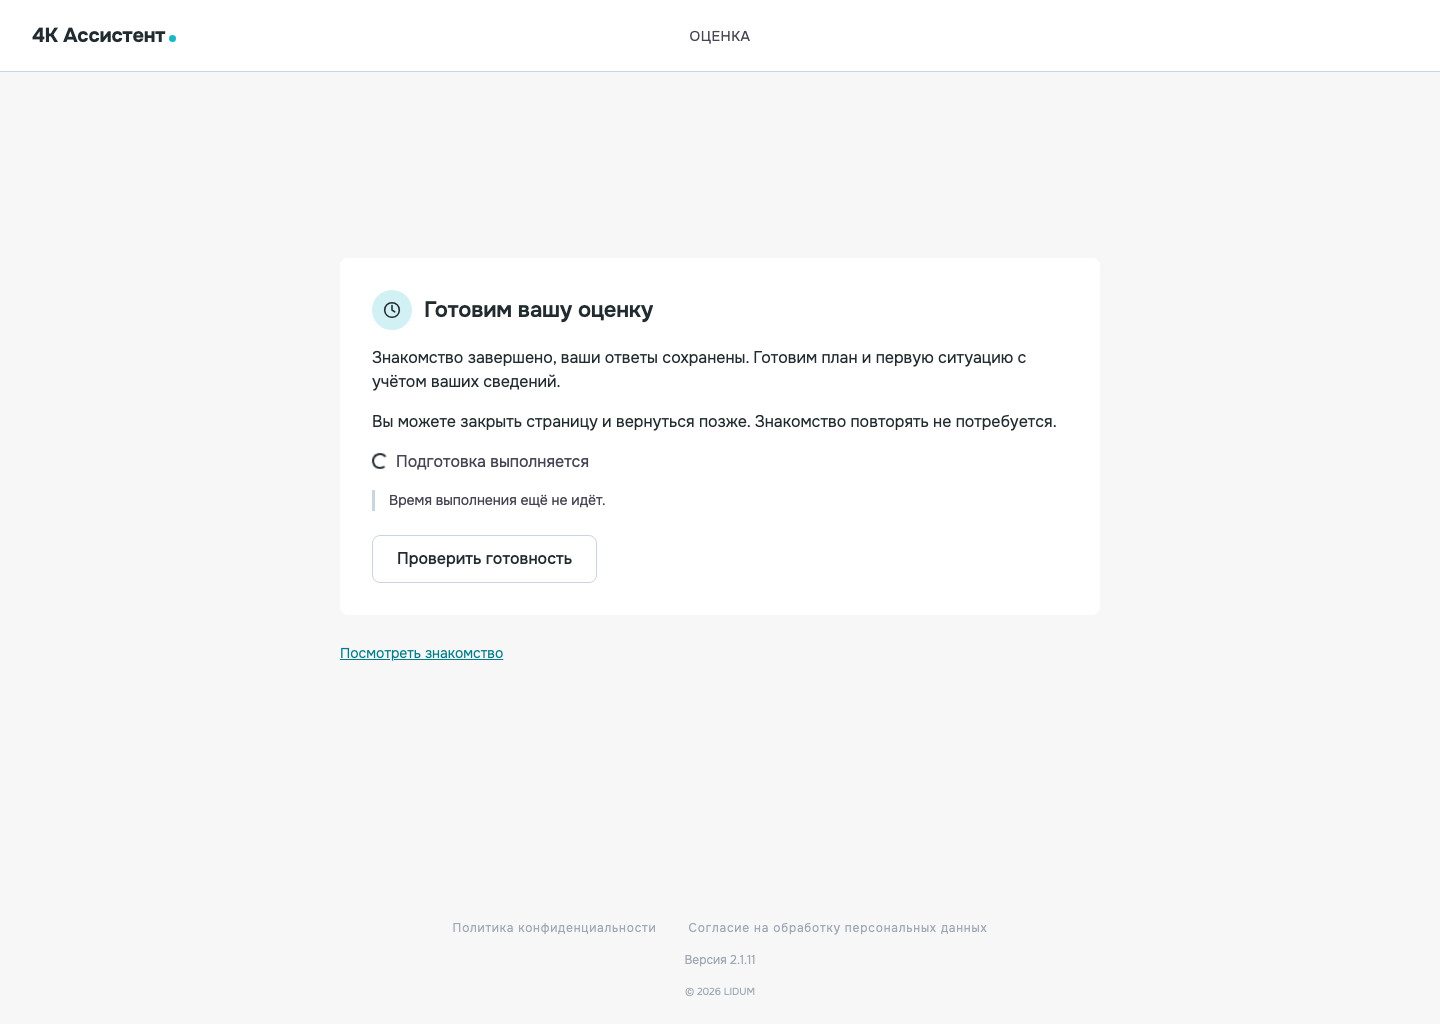 4K Ассистент
ОЦЕНКА
Готовим вашу оценку
Знакомство завершено, ваши ответы сохранены. Готовим план и первую ситуацию с
учётом ваших сведений.
Вы можете закрыть страницу и вернуться позже. Знакомство повторять не потребуется.
Подготовка выполняется
Время выполнения ещё не идёт.
Проверить готовность
Посмотреть знакомство
Политика конфиденциальности Согласие на обработку персональных данных
Версия 2.1.11
© 2026 LIDUM